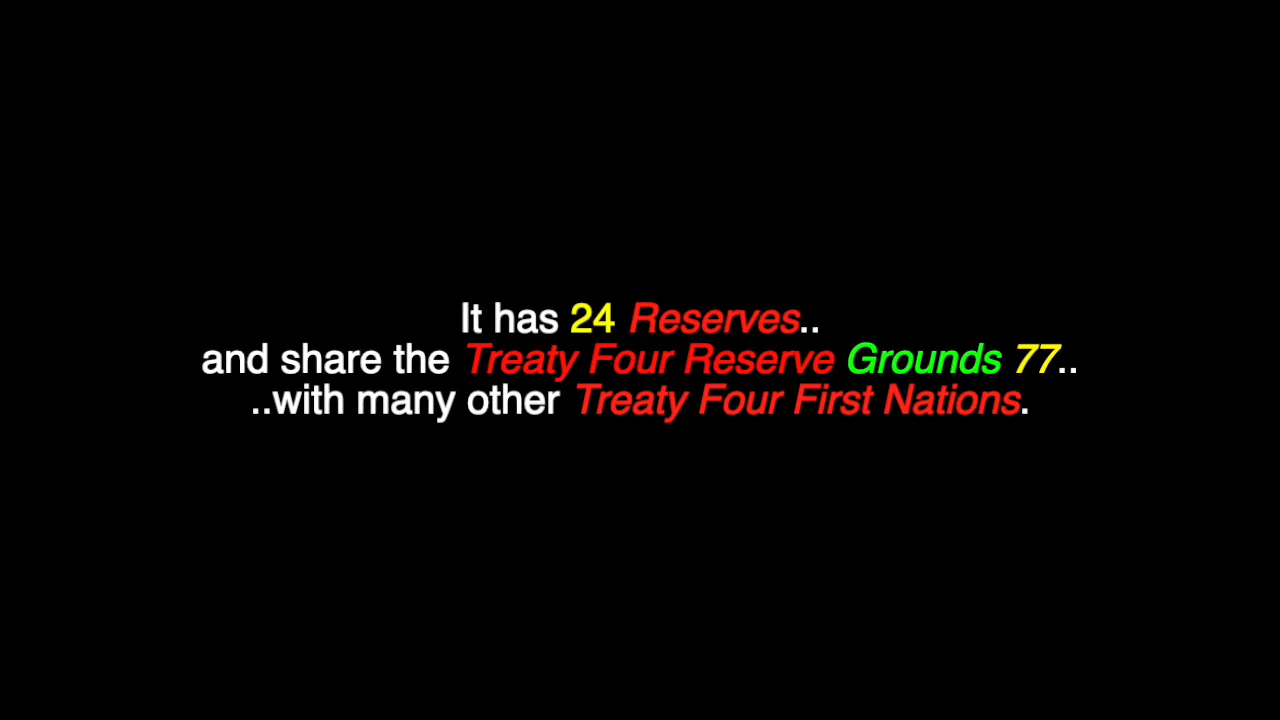 It has 24 Reserves..
and share the Treaty Four Reserve Grounds 77..
..with many other Treaty Four First Nations.